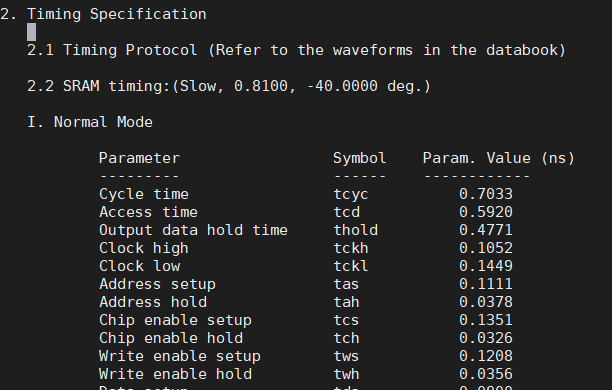 2. Timing Specification
2.1 Timing Protocol (Refer to the waveforms in the databook)
2.2 SRAM timing:(Slow, 0.8100, -40.0000 deg.)
I. Normal Mode
Parameter Symbol Param. Value (ns)
--------- ------ ------------
Cycle time tcyc 0.7033
Access time tcd 0.5920
Output data hold time thold 0.4771
Clock high tckh 0.1052
Clock low tckl 0.1449
Address setup tas 0.1111
Address hold tah 0.0378
Chip enable setup tcs 0.1351
Chip enable hold tch 0.0326
Write enable setup tws 0.1208
Write enable hold twh 0.0356